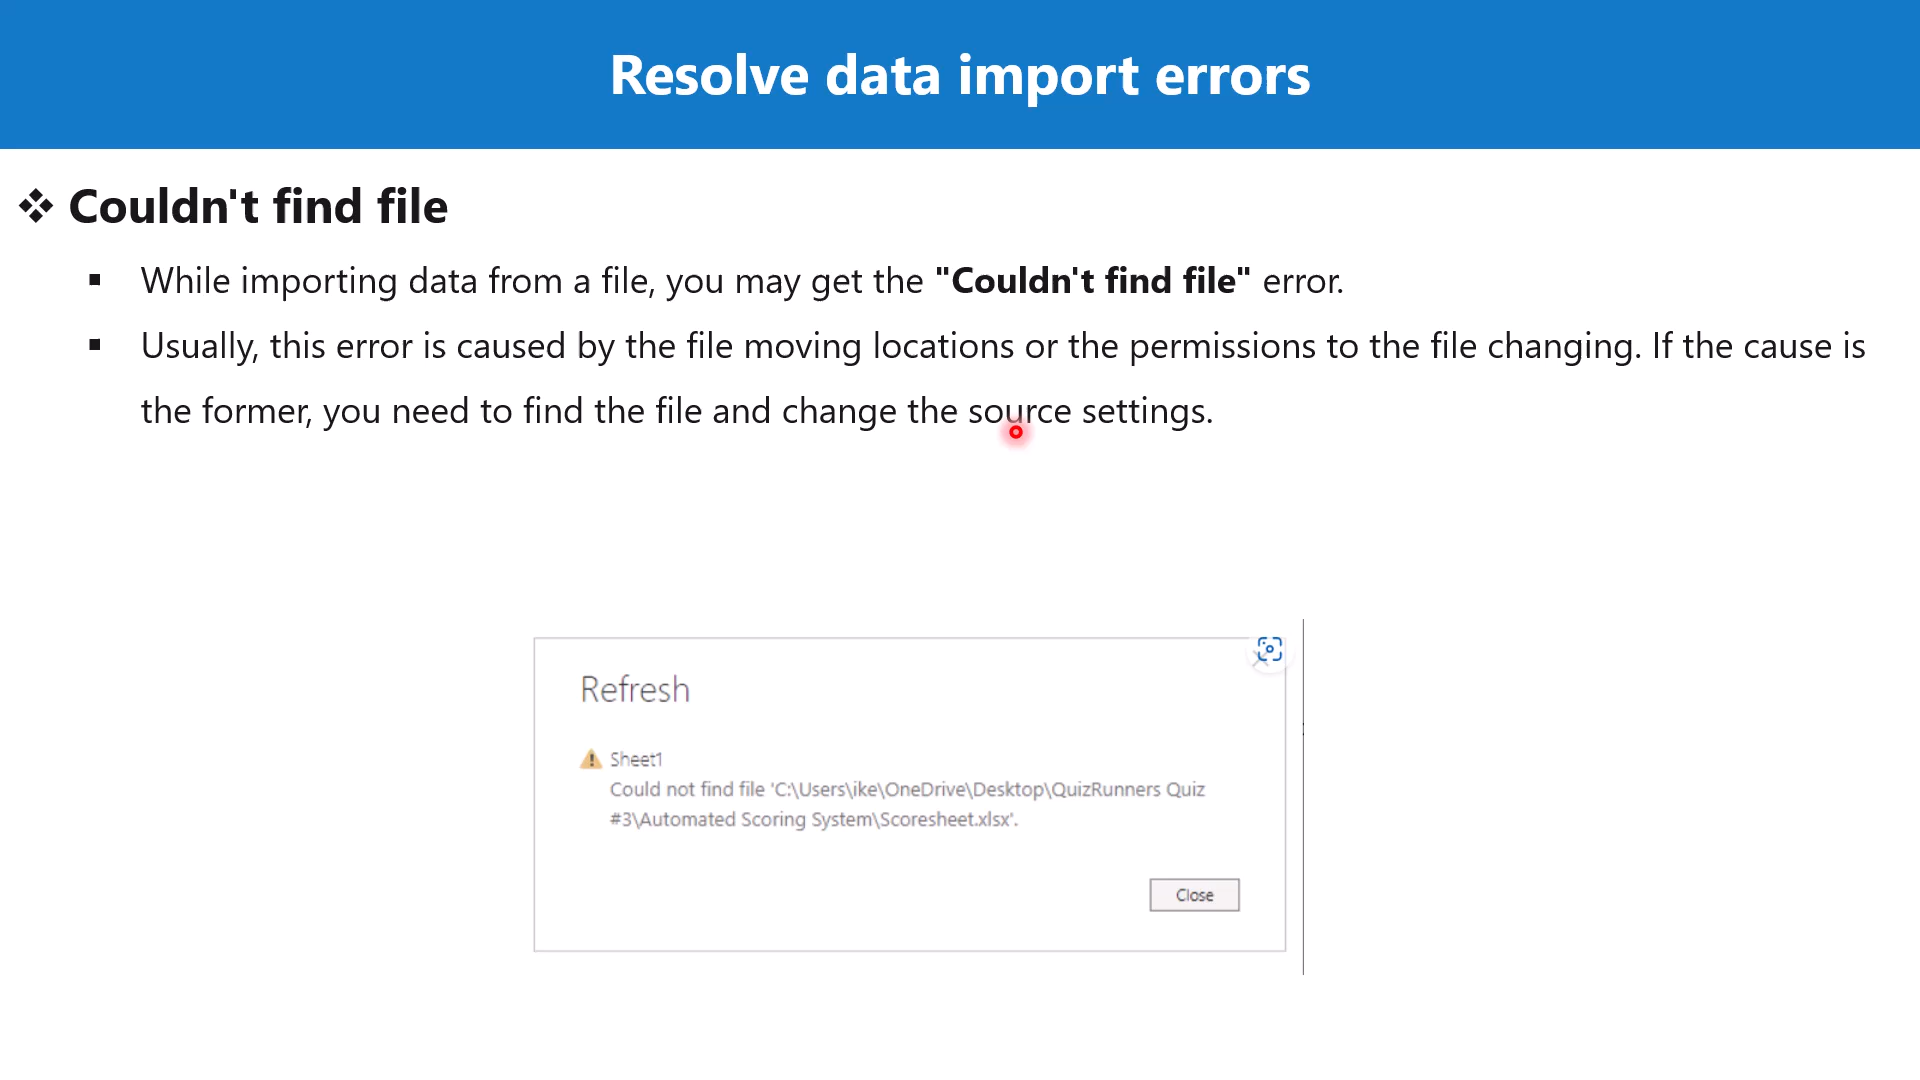 Resolve data import errors
❖ Couldn't find file
▪ While importing data from a file, you may get the "Couldn't find file" error.
▪ Usually, this error is caused by the file moving locations or the permissions to the file changing. If the cause is
the former, you need to find the file and change the source settings.
Refresh
Sheet1
Could not find file 'C:\Users\ike\OneDrive\Desktop\QuizRunners Quiz
#3\Automated Scoring System\Scoresheet.xlsx'.
Close